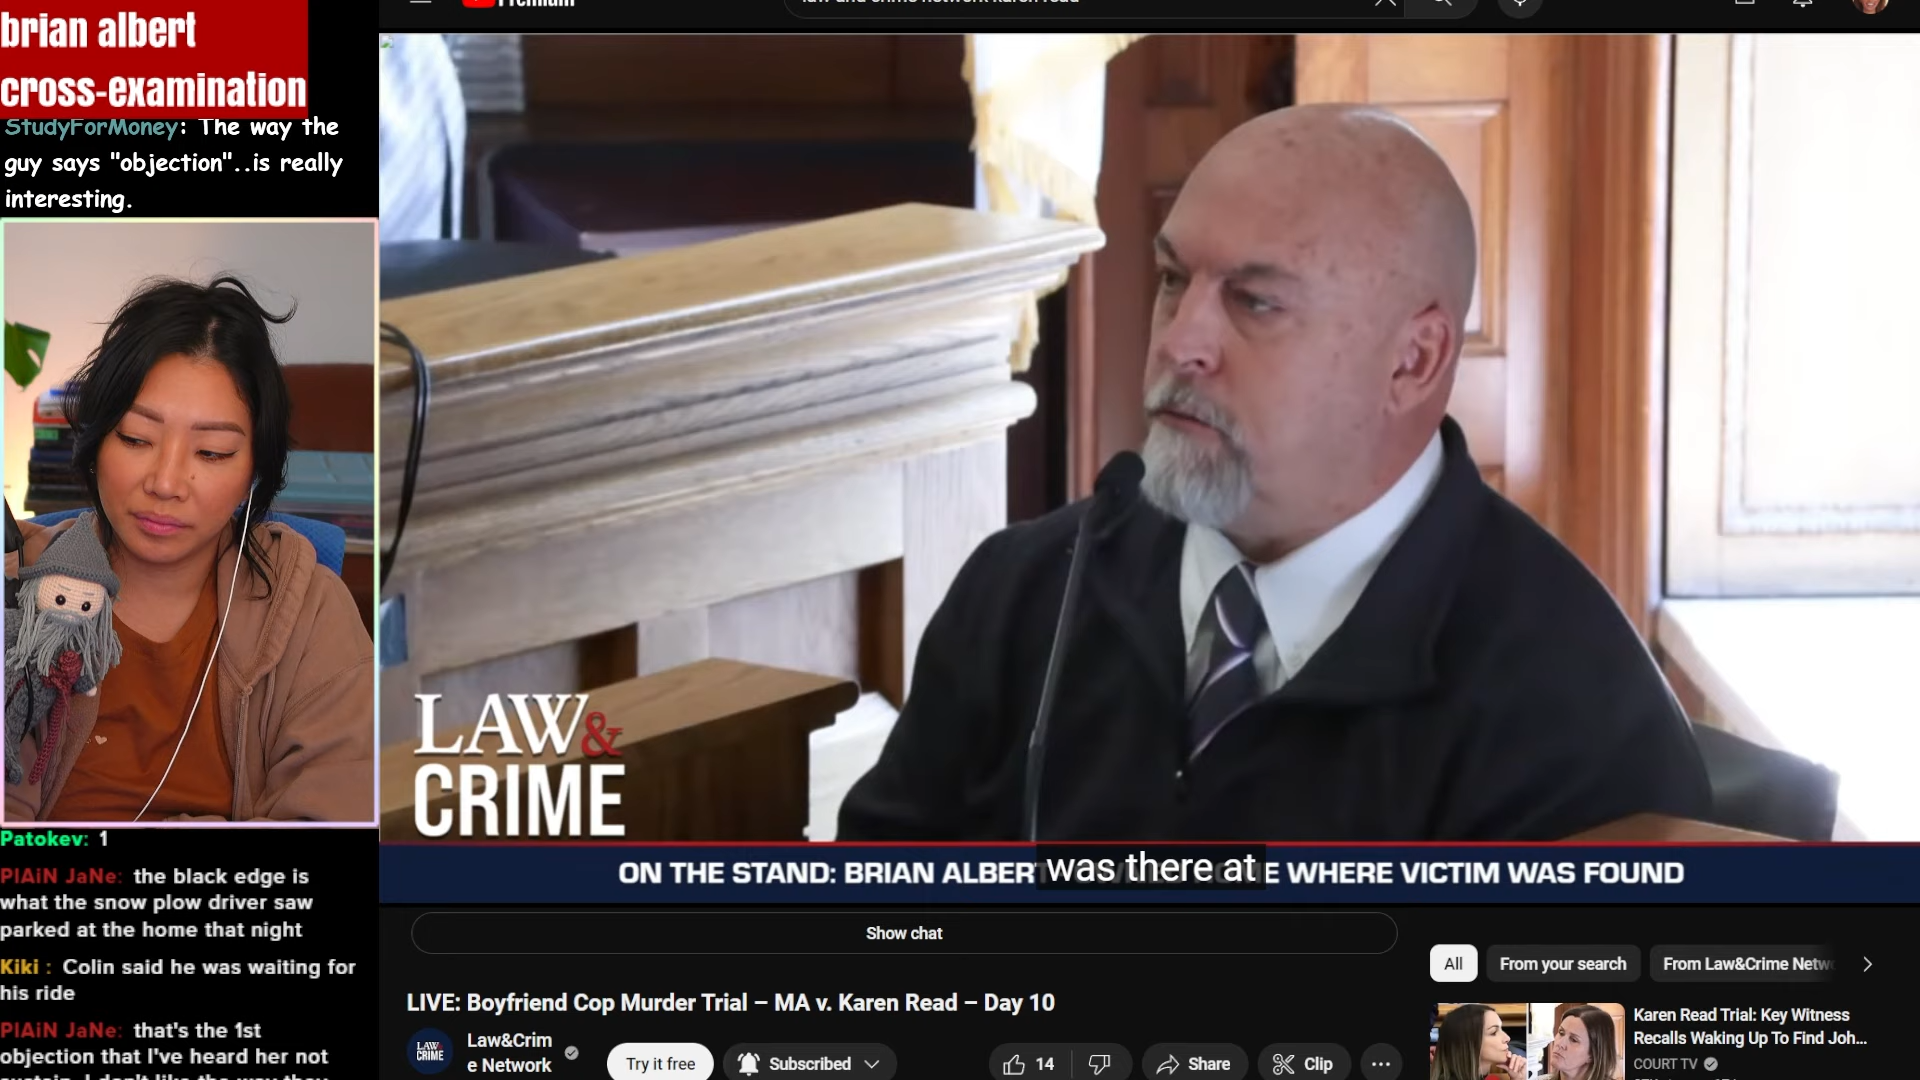 brian albert
cross-examination
StudyForMoney: The way the
guy says "objection"..is really
interesting.
Patokev: 1
PlAiN JaNe: the black edge is
what the snow plow driver saw
parked at the home that night
Kiki : Colin said he was waiting for
his ride
PlAiN JaNe: that's the 1st
objection that I've heard her not
Premium
LAW&
CRIME
ON THE STAND: BRIAN ALBERT
was there at
WHERE VICTIM WAS FOUND
Show chat
LIVE: Boyfriend Cop Murder Trial – MA v. Karen Read – Day 10
LAW&
CRIME
Law&Crim
e Network
Try it free
Subscribed
14
Share
Clip
All
From your search
From Law&Crime Netw
Karen Read Trial: Key Witness
Recalls Waking Up To Find Joh...
COURT TV